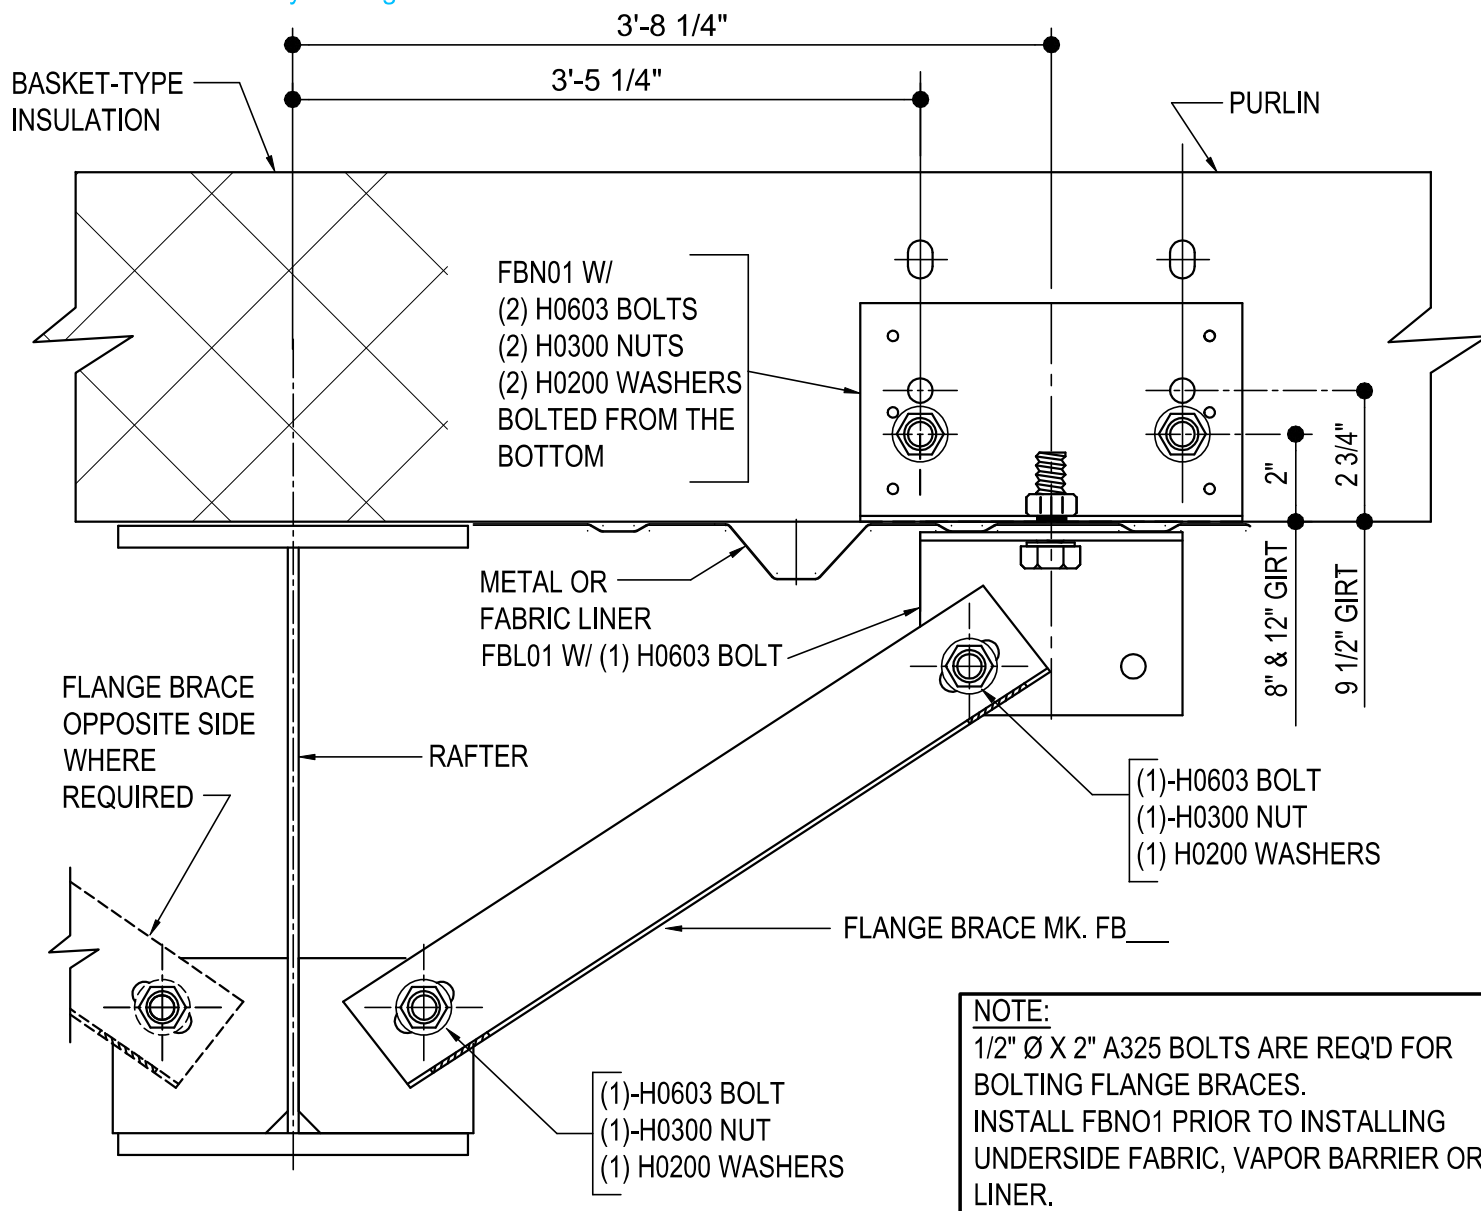 3'-8 1/4"
3'-5 1/4"
BASKET-TYPE
INSULATION
PURLIN
FBN01 W/
(2) H0603 BOLTS
(2) H0300 NUTS
(2) H0200 WASHERS
BOLTED FROM THE
BOTTOM
2"
2 3/4"
8" & 12" GIRT
9 1/2" GIRT
METAL OR
FABRIC LINER
FBL01 W/ (1) H0603 BOLT
FLANGE BRACE
OPPOSITE SIDE
WHERE
REQUIRED
RAFTER
(1)-H0603 BOLT
(1)-H0300 NUT
(1) H0200 WASHERS
FLANGE BRACE MK. FB___
(1)-H0603 BOLT
(1)-H0300 NUT
(1) H0200 WASHERS
NOTE:
1/2" Ø X 2" A325 BOLTS ARE REQ'D FOR
BOLTING FLANGE BRACES.
INSTALL FBNO1 PRIOR TO INSTALLING
UNDERSIDE FABRIC, VAPOR BARRIER OR
LINER.